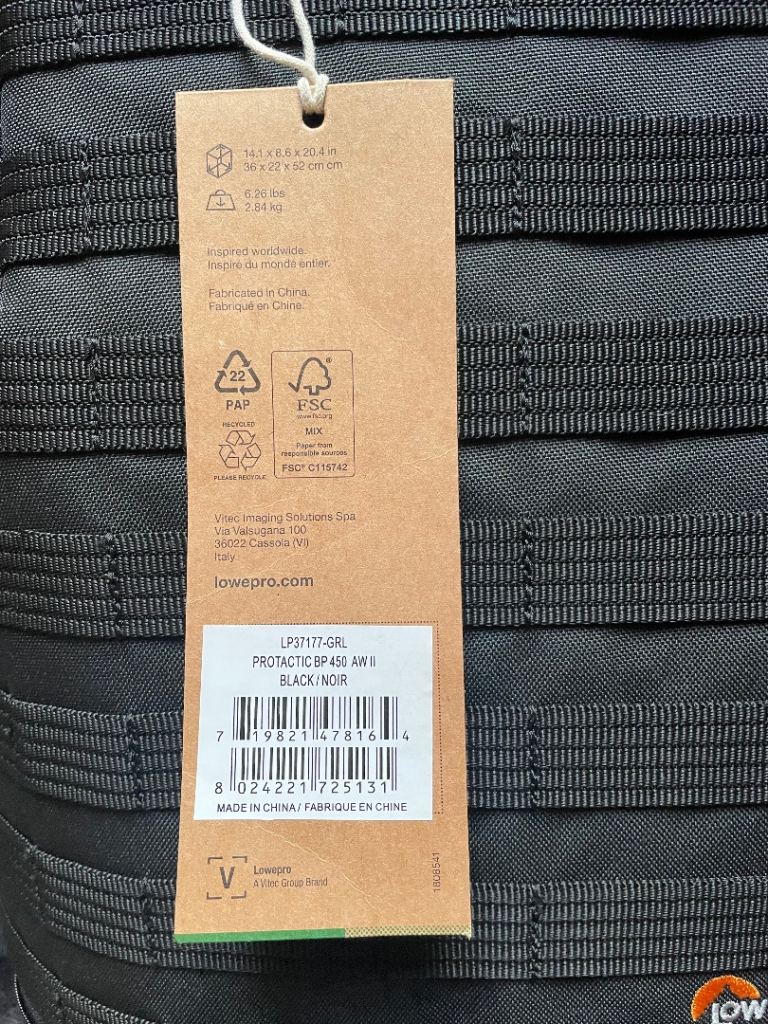 14.1 x 8.6 x 20.4 in
36 x 22 x 52 cm cm
6.26 lbs
2.84 kg
Inspired worldwide.
Inspiré du monde entier.
Fabricated in China.
Fabriqué en Chine.
22
PAP
RECYCLED
PLEASE RECYCLE
®
FSC
www.fsc.org
MIX
Paper from
responsible sources
FSC® C115742
Vitec Imaging Solutions Spa
Via Valsugana 100
36022 Cassola (VI)
Italy
lowepro.com
LP37177-GRL
PROTACTIC BP 450 AW II
BLACK / NOIR
7 19821 47816 4
8 024221 725131
MADE IN CHINA / FABRIQUE EN CHINE
V
Lowepro
A Vitec Group Brand
1808541
low